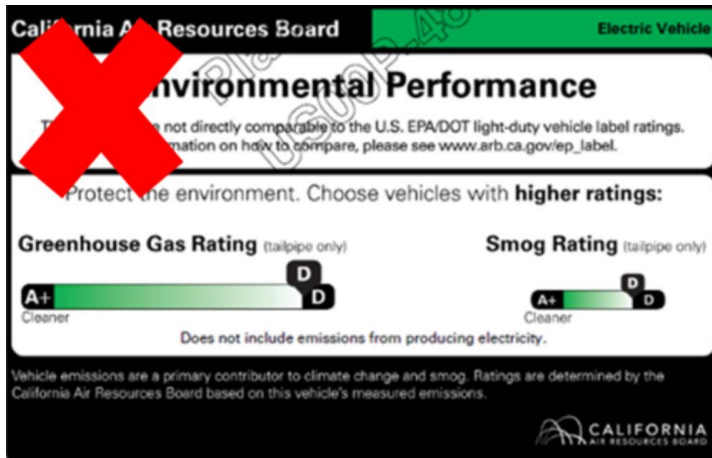 California Air Resources Board
Electric Vehicle
Environmental Performance
not directly comparable to the U.S. EPA/DOT light-duty vehicle label ratings.
on how to compare, please see www.arb.ca.gov/ep_label.
Protect the environment. Choose vehicles with higher ratings:
Greenhouse Gas Rating (tailpipe only)
Smog Rating (tailpipe only)
D
D
A+
D
A+
D
Cleaner
Cleaner
Does not include emissions from producing electricity.
Vehicle emissions are a primary contributor to climate change and smog. Ratings are determined by the
California Air Resources Board based on this vehicle's measured emissions.
CALIFORNIA
AIR RESOURCES BOARD